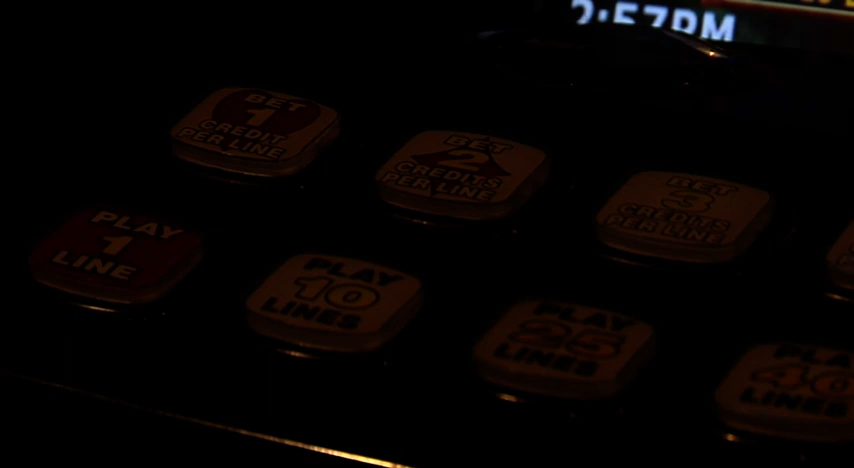 2:57PM
BET
1
CREDIT
PER LINE
BET
2
CREDITS
PER LINE
BET
3
CREDITS
PER LINE
PLAY
1
LINE
PLAY
10
LINES
PLAY
25
LINES
PLAY
40
LINES